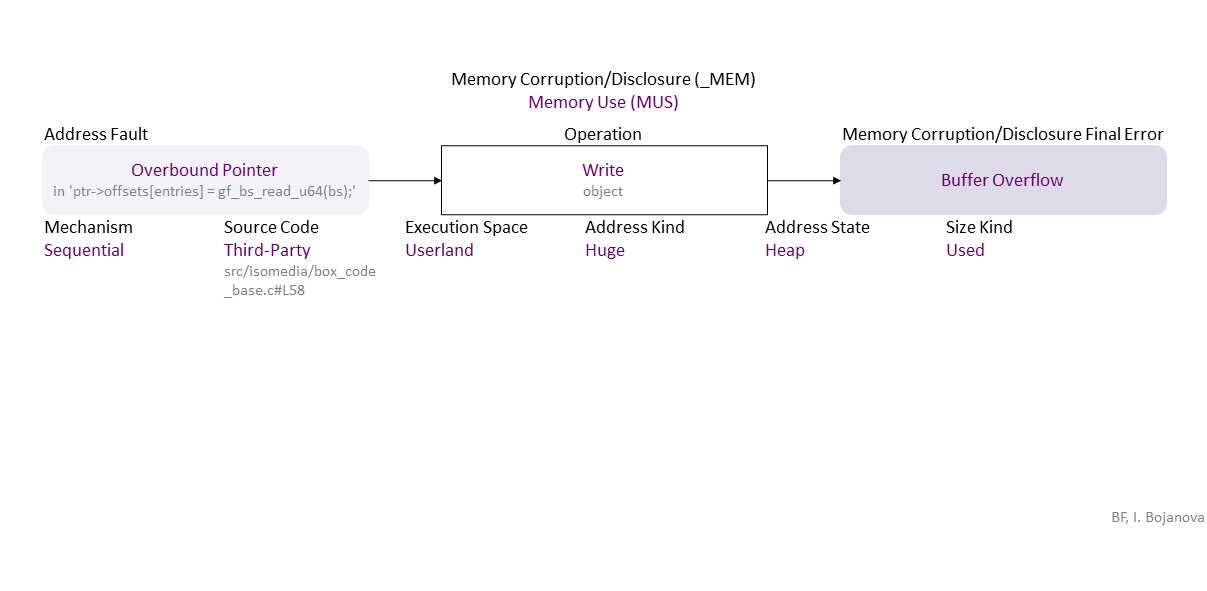 Memory Corruption/Disclosure (_MEM)
Memory Use (MUS)
Address Fault
Operation
Memory Corruption/Disclosure Final Error
Overbound Pointer
in 'ptr->offsets[entries] = gf_bs_read_u64(bs);'
Write
object
Buffer Overflow
Mechanism
Sequential
Source Code
Third-Party
src/isomedia/box_code
_base.c#L58
Execution Space
Userland
Address Kind
Huge
Address State
Heap
Size Kind
Used
BF, I. Bojanova